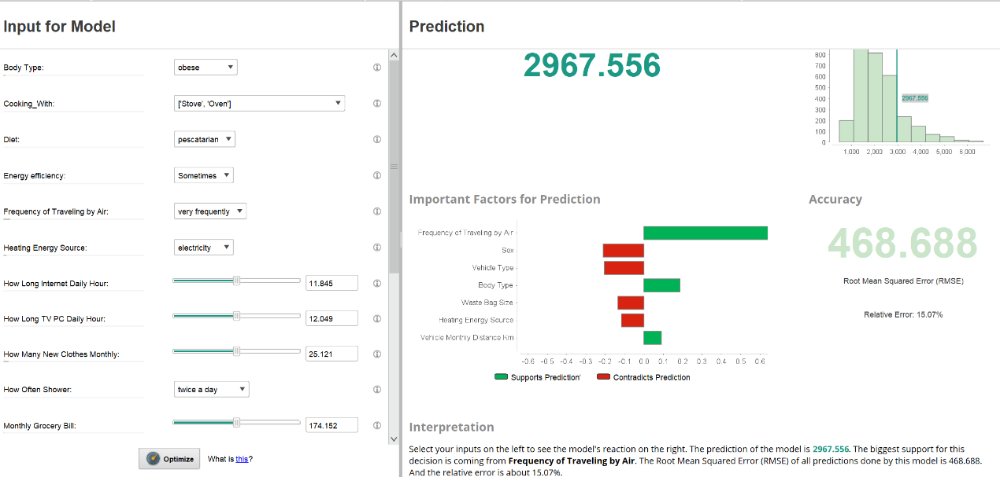 Input for Model
Body Type:
obese
Cooking_With:
['Stove', 'Oven']
Diet:
pescatarian
Energy efficiency:
Sometimes
Frequency of Traveling by Air:
very frequently
Heating Energy Source:
electricity
How Long Internet Daily Hour:
11.845
How Long TV PC Daily Hour:
12.049
How Many New Clothes Monthly:
25.121
How Often Shower:
twice a day
Monthly Grocery Bill:
174.152
Optimize
What is this?
Prediction
2967.556
800
700
600
500
400
300
200
100
0
2967.556
1,000 2,000 3,000 4,000 5,000 6,000
Important Factors for Prediction
Frequency of Traveling by Air
Sex
Vehicle Type
Body Type
Waste Bag Size
Heating Energy Source
Vehicle Monthly Distance Km
-0.6 -0.5 -0.4 -0.3 -0.2 -0.1 0.0 0.1 0.2 0.3 0.4 0.5 0.6
Supports Prediction'
Contradicts Prediction
Accuracy
468.688
Root Mean Squared Error (RMSE)
Relative Error: 15.07%
Interpretation
Select your inputs on the left to see the model's reaction on the right. The prediction of the model is 2967.556. The biggest support for this
decision is coming from Frequency of Traveling by Air. The Root Mean Squared Error (RMSE) of all predictions done by this model is 468.688.
And the relative error is about 15.07%.